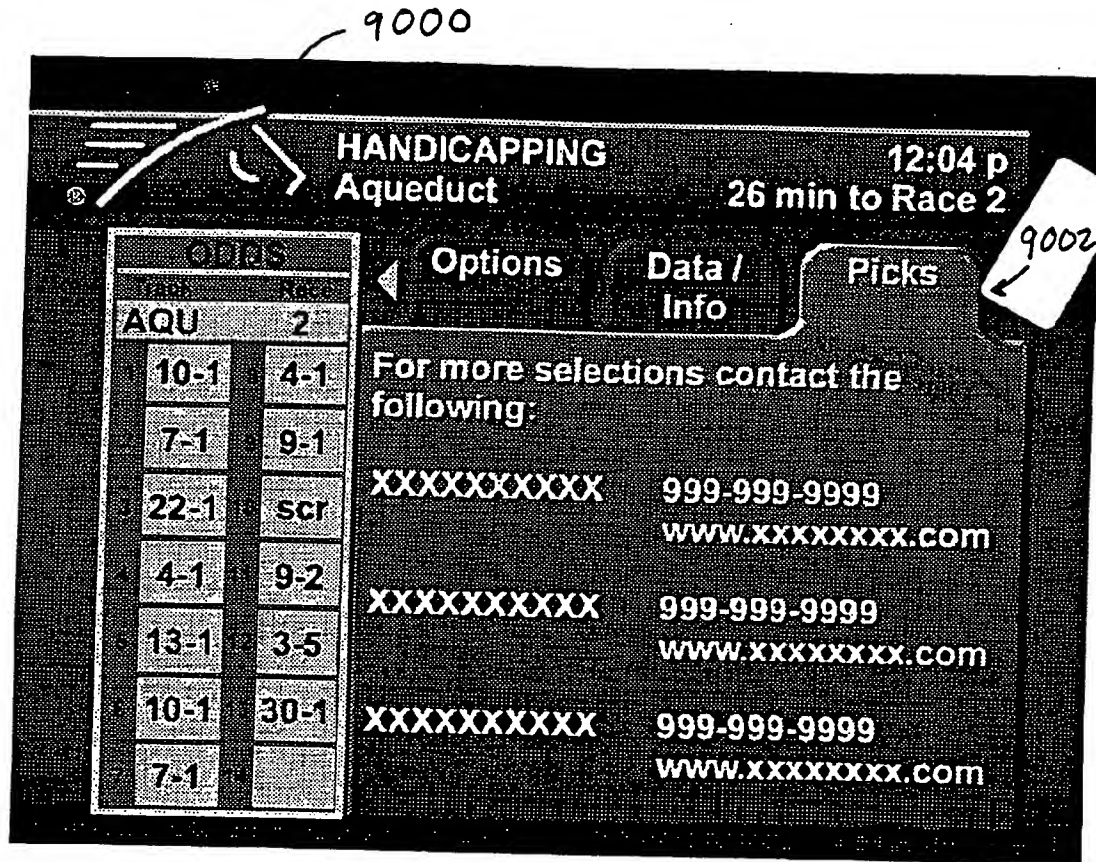 9000
HANDICAPPING
12:04 p
Aqueduct
26 min to Race 2
9002
ODDS
Track Race
AQU 2
10-1 4-1
7-1 9-1
22-1 scr
4-1 9-2
13-1 3-5
10-1 30-1
7-1
Options
Data /
Info
Picks
For more selections contact the
following:
XXXXXXXXXX 999-999-9999
www.xxxxxxxx.com
XXXXXXXXXX 999-999-9999
www.xxxxxxxx.com
XXXXXXXXXX 999-999-9999
www.xxxxxxxx.com